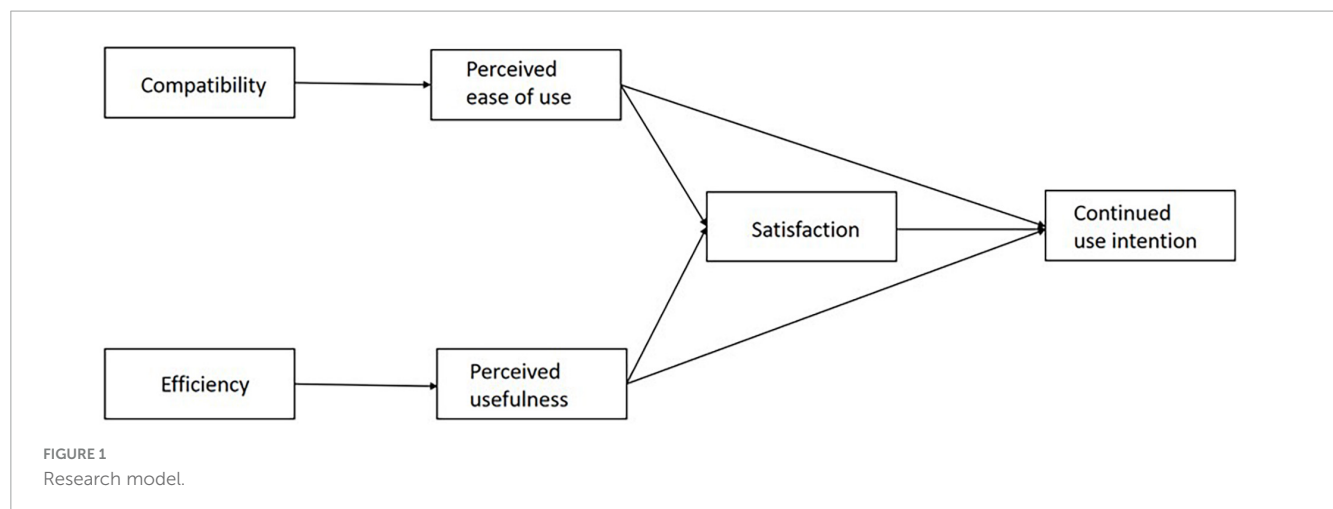 Compatibility
Perceived
ease of use
Satisfaction
Continued
use intention
Efficiency
Perceived
usefulness
FIGURE 1
Research model.